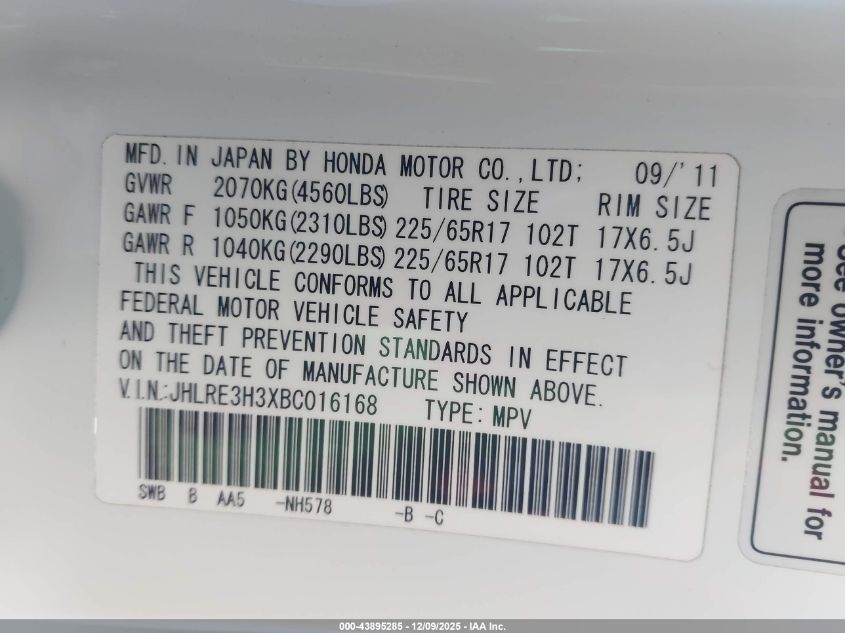 MFD. IN JAPAN BY HONDA MOTOR CO.,LTD; 09/'11
GVWR 2070KG(4560LBS) TIRE SIZE RIM SIZE
GAWR F 1050KG(2310LBS) 225/65R17 102T 17X6.5J
GAWR R 1040KG(2290LBS) 225/65R17 102T 17X6.5J
THIS VEHICLE CONFORMS TO ALL APPLICABLE
FEDERAL MOTOR VEHICLE SAFETY
AND THEFT PREVENTION STANDARDS IN EFFECT
ON THE DATE OF MANUFACTURE SHOWN ABOVE.
V.I.N.:JHLRE3H3XBC016168 TYPE: MPV
SWB B AA5 -NH578 -B -C
See owner's manual for
more information.
000-43895285 - 12/09/2025 - IAA Inc.